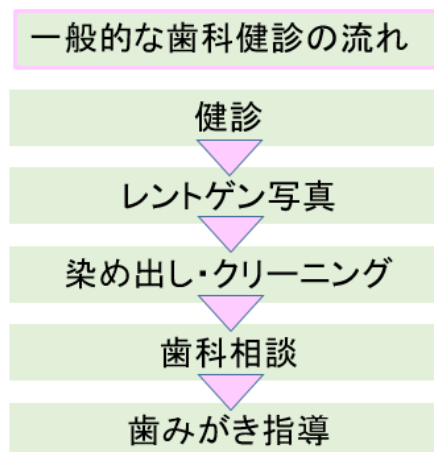 一般的な歯科健診の流れ
健診
レントゲン写真
染め出し・クリーニング
歯科相談
歯みがき指導